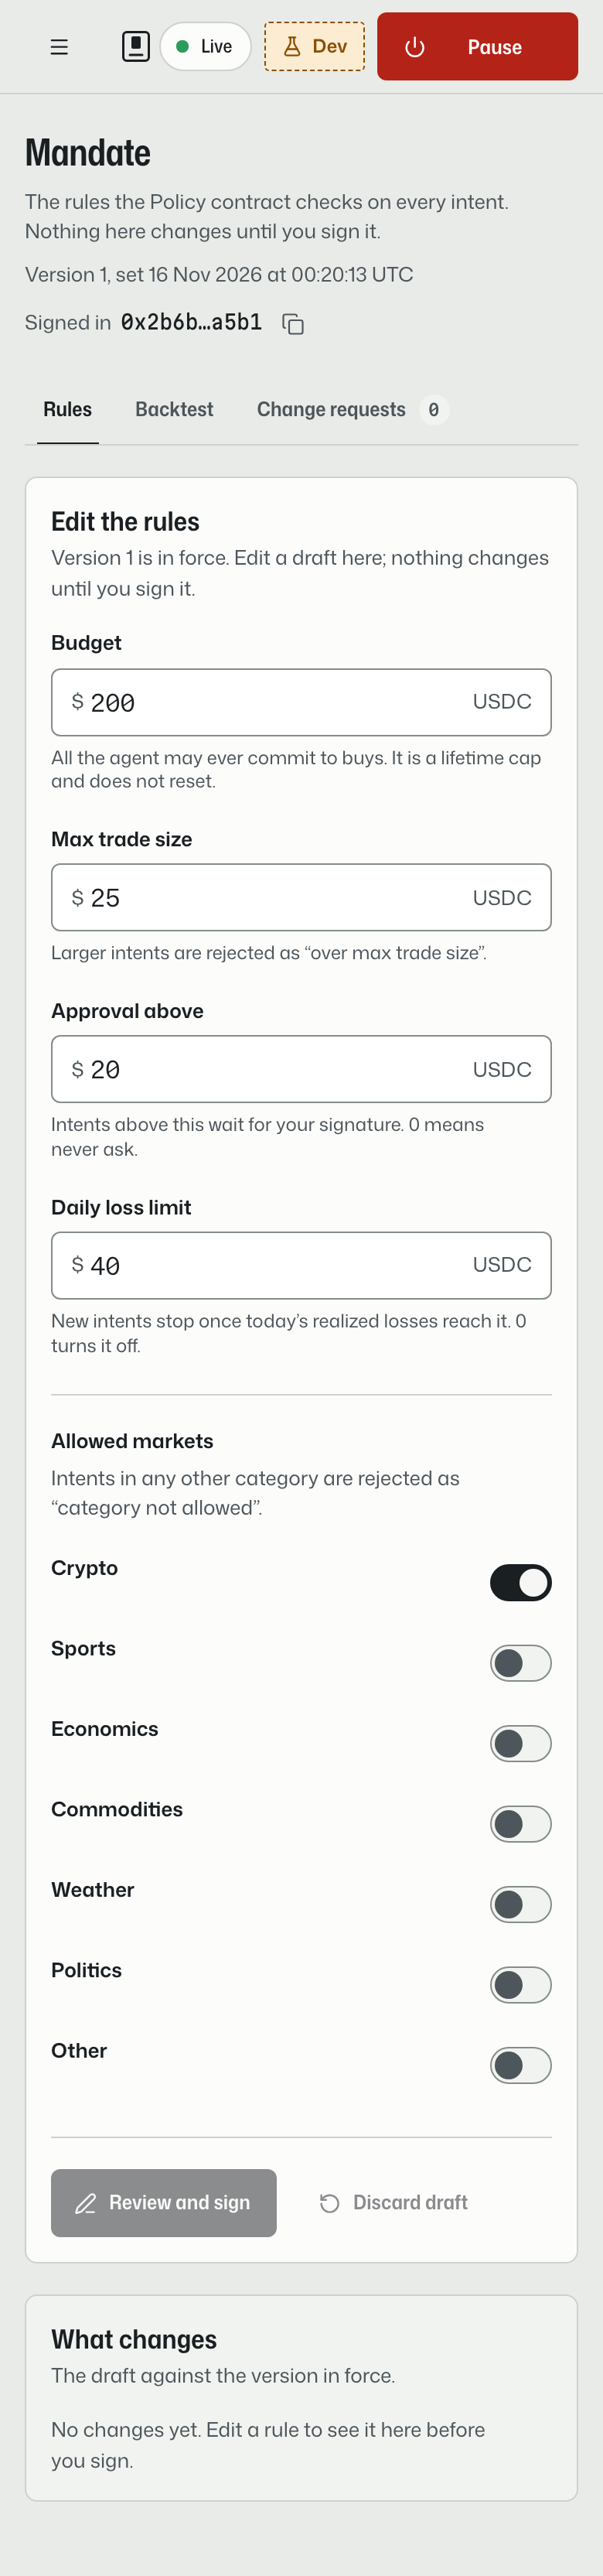 Live
Dev
Pause
Mandate
The rules the Policy contract checks on every intent.
Nothing here changes until you sign it.
Version 1, set 16 Nov 2026 at 00:20:13 UTC
Signed in 0x2b6b…a5b1
Rules
Backtest
Change requests 0
Edit the rules
Version 1 is in force. Edit a draft here; nothing changes
until you sign it.
Budget
$ 200 USDC
All the agent may ever commit to buys. It is a lifetime cap
and does not reset.
Max trade size
$ 25 USDC
Larger intents are rejected as “over max trade size”.
Approval above
$ 20 USDC
Intents above this wait for your signature. 0 means
never ask.
Daily loss limit
$ 40 USDC
New intents stop once today’s realized losses reach it. 0
turns it off.
Allowed markets
Intents in any other category are rejected as
“category not allowed”.
Crypto
Sports
Economics
Commodities
Weather
Politics
Other
Review and sign
Discard draft
What changes
The draft against the version in force.
No changes yet. Edit a rule to see it here before
you sign.